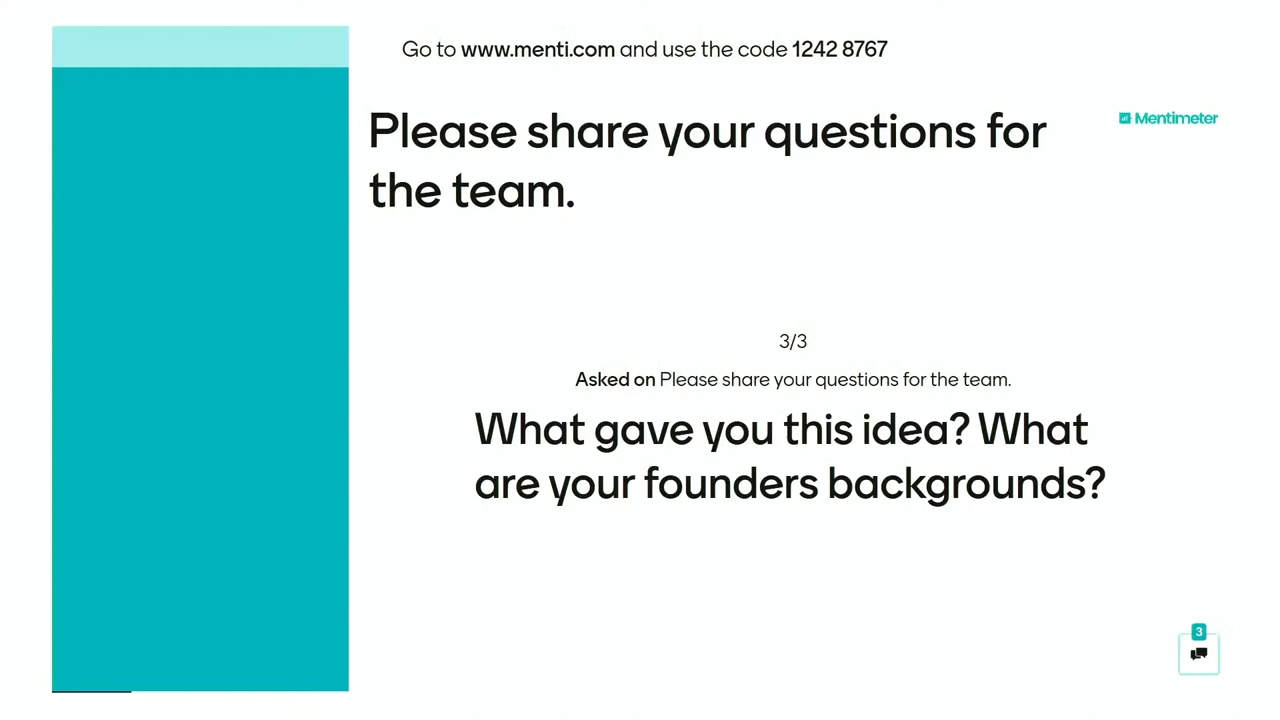 Go to www.menti.com and use the code 1242 8767
Please share your questions for
the team.
Mentimeter
3/3
Asked on Please share your questions for the team.
What gave you this idea? What
are your founders backgrounds?
3